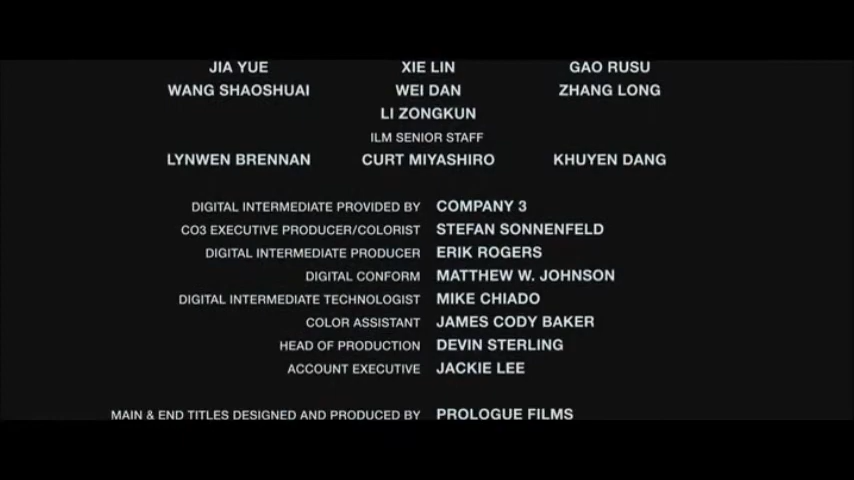 JIA YUE XIE LIN GAO RUSU
WANG SHAOSHUAI WEI DAN ZHANG LONG
LI ZONGKUN
ILM SENIOR STAFF
LYNWEN BRENNAN CURT MIYASHIRO KHUYEN DANG
DIGITAL INTERMEDIATE PROVIDED BY COMPANY 3
CO3 EXECUTIVE PRODUCER/COLORIST STEFAN SONNENFELD
DIGITAL INTERMEDIATE PRODUCER ERIK ROGERS
DIGITAL CONFORM MATTHEW W. JOHNSON
DIGITAL INTERMEDIATE TECHNOLOGIST MIKE CHIADO
COLOR ASSISTANT JAMES CODY BAKER
HEAD OF PRODUCTION DEVIN STERLING
ACCOUNT EXECUTIVE JACKIE LEE
MAIN & END TITLES DESIGNED AND PRODUCED BY PROLOGUE FILMS